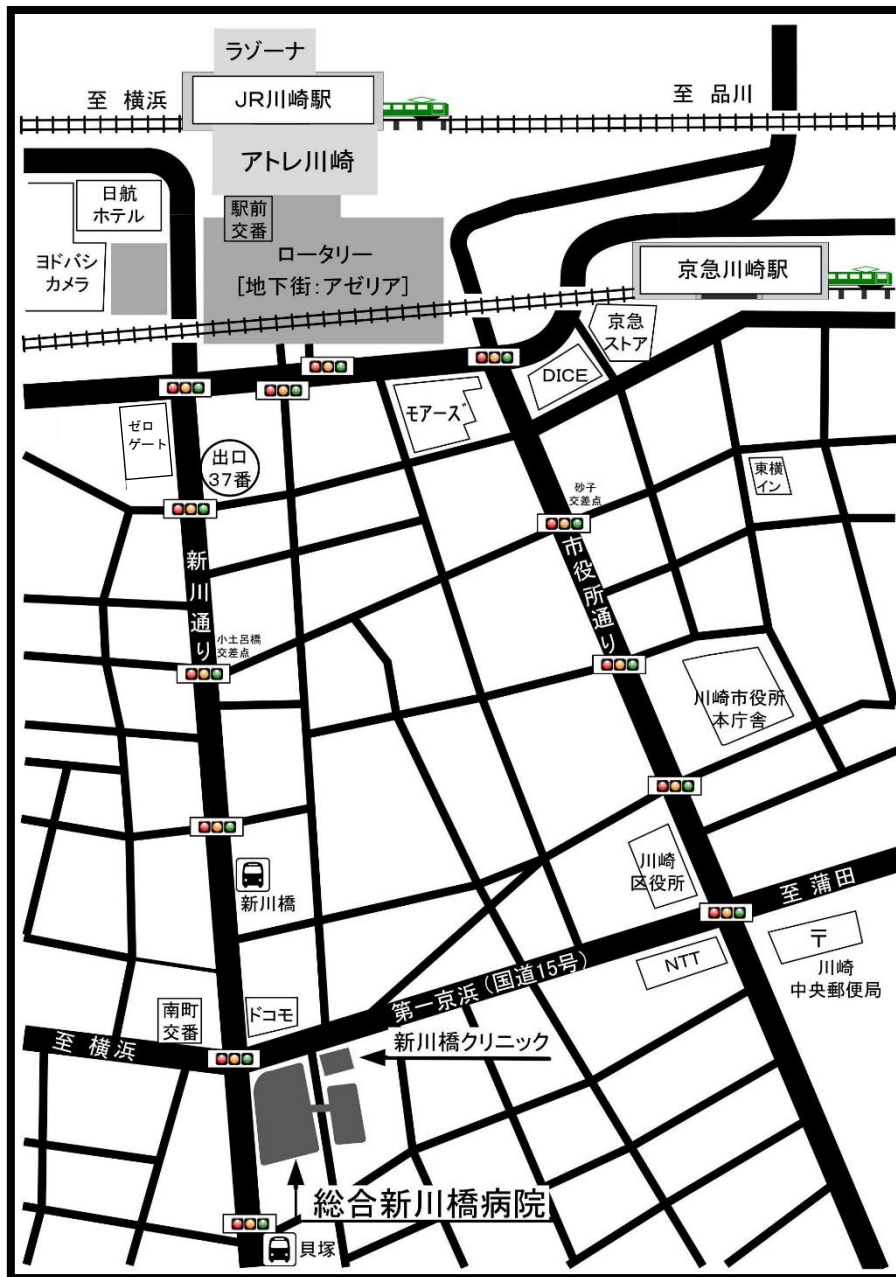 ラゾーナ
至 横浜
JR川崎駅
至 品川
アトレ川崎
日航
ホテル
駅前
交番
ヨドバシ
カメラ
ロータリー
[地下街:アゼリア]
京急川崎駅
京急
ストア
DICE
モアーズ
ゼロ
ゲート
出口
37番
東横
イン
砂子
交差点
新川通り
市役所通り
小土呂橋
交差点
川崎市役所
本庁舎
川崎
区役所
新川橋
至 蒲田
〒
川崎
中央郵便局
NTT
第一京浜(国道15号)
南町
交番
ドコモ
至 横浜
新川橋クリニック
総合新川橋病院
貝塚